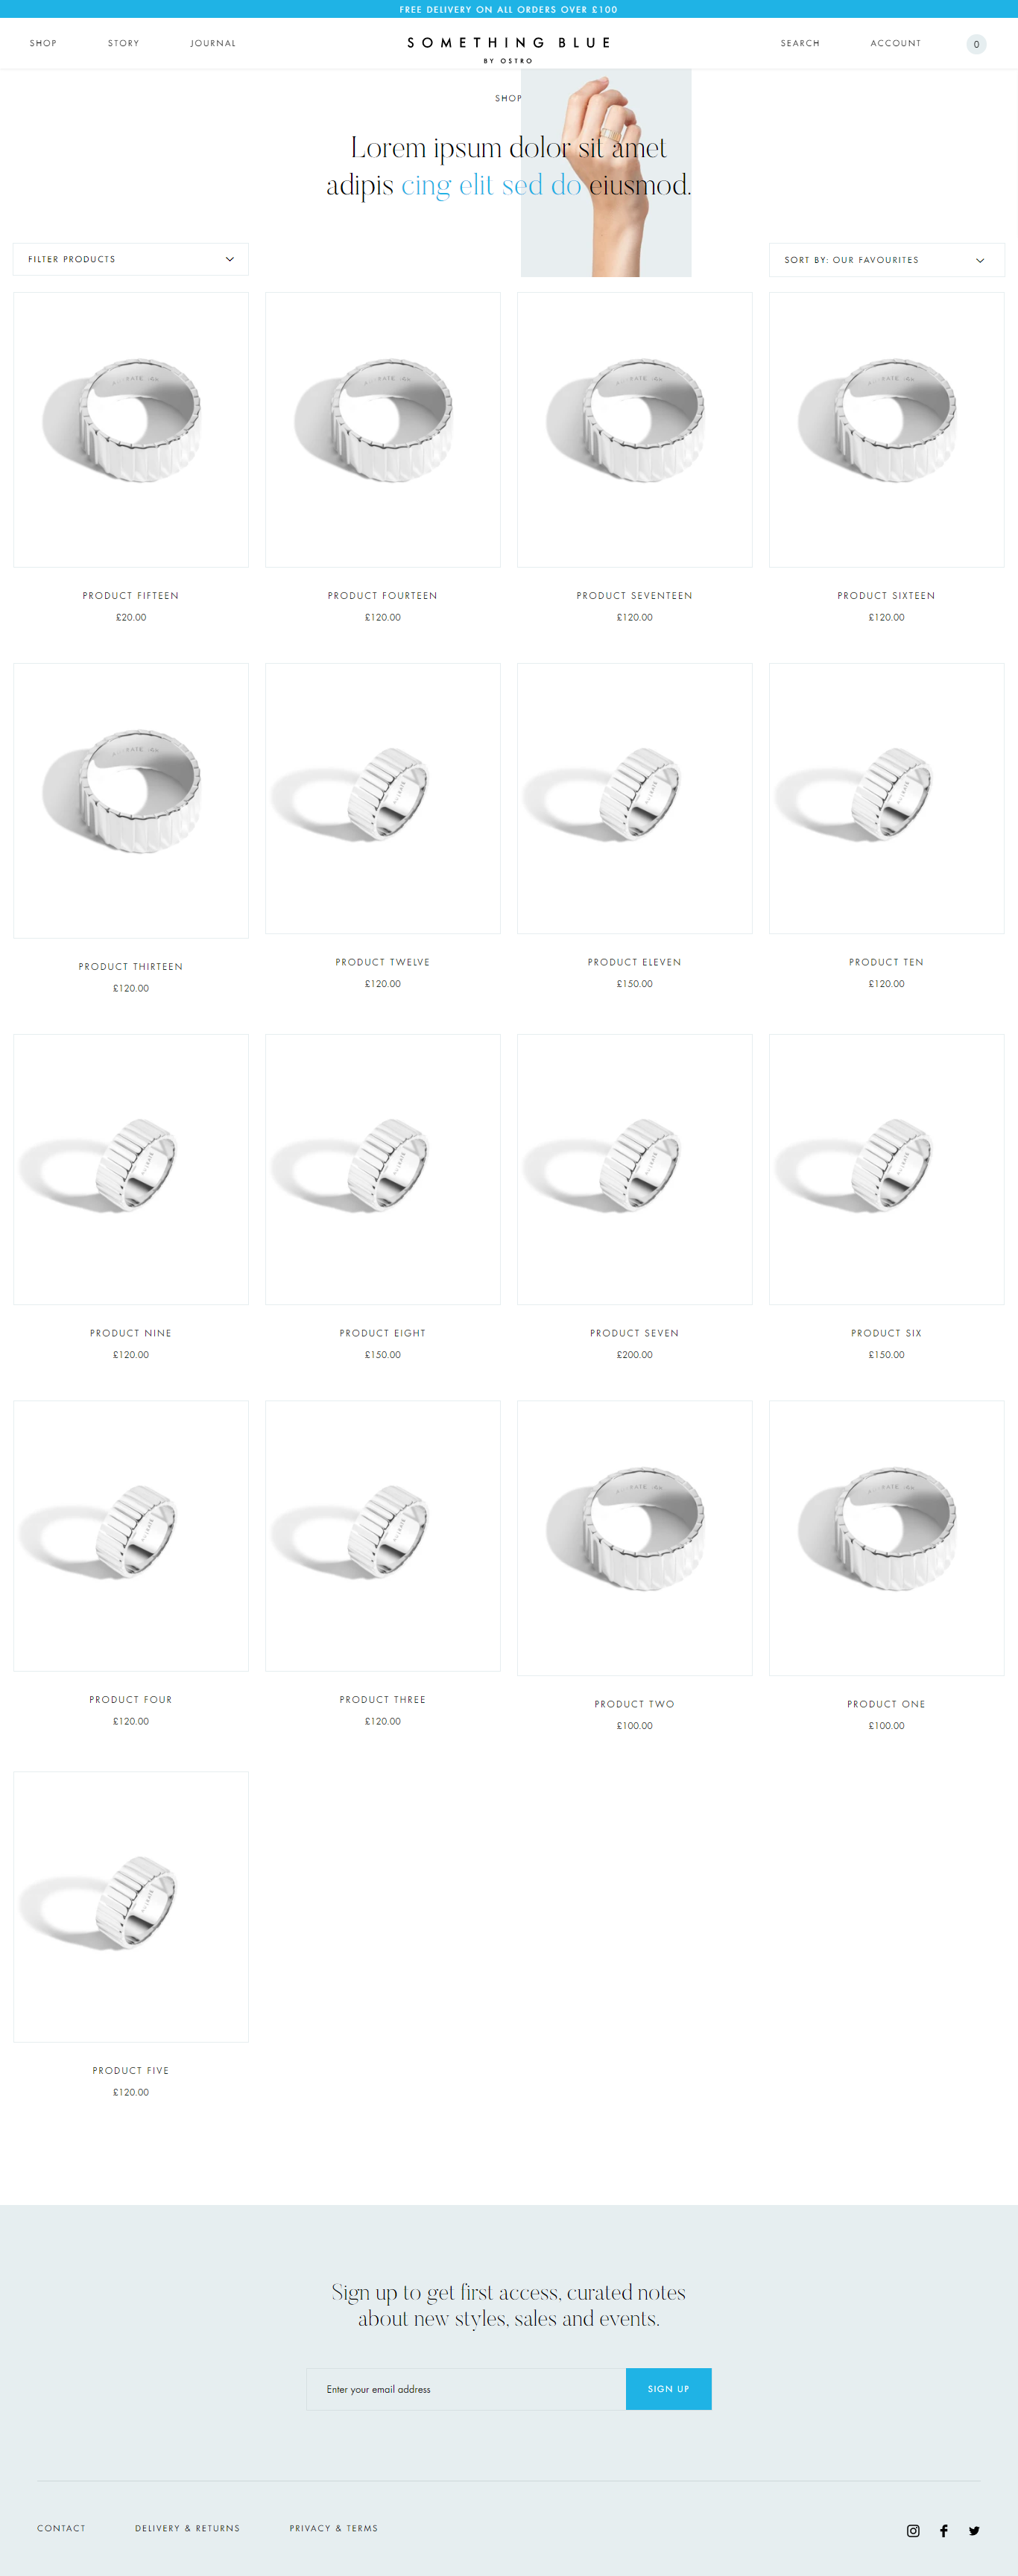 FREE DELIVERY ON ALL ORDERS OVER £100
SHOP STORY JOURNAL SOMETHING BLUE SEARCH ACCOUNT 0
BY OSTRO
SHOP
Lorem ipsum dolor sit amet
adipis cing elit sed do eiusmod.
FILTER PRODUCTS SORT BY: OUR FAVOURITES
PRODUCT FIFTEEN PRODUCT FOURTEEN PRODUCT SEVENTEEN PRODUCT SIXTEEN
£20.00 £120.00 £120.00 £120.00
PRODUCT THIRTEEN PRODUCT TWELVE PRODUCT ELEVEN PRODUCT TEN
£120.00 £120.00 £150.00 £120.00
PRODUCT NINE PRODUCT EIGHT PRODUCT SEVEN PRODUCT SIX
£120.00 £150.00 £200.00 £150.00
PRODUCT FOUR PRODUCT THREE PRODUCT TWO PRODUCT ONE
£120.00 £120.00 £100.00 £100.00
PRODUCT FIVE
£120.00
Sign up to get first access, curated notes
about new styles, sales and events.
Enter your email address SIGN UP
CONTACT DELIVERY & RETURNS PRIVACY & TERMS